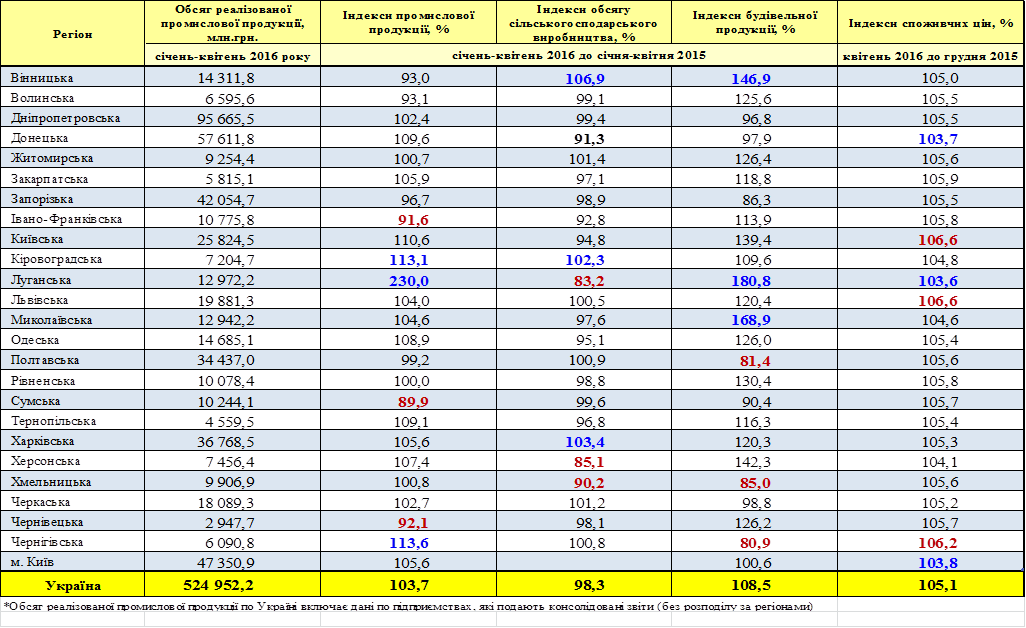 Регіон
Обсяг реалізованої промислової продукції, млн.грн.
Індекси промислової продукції, %
Індекси обсягу сільського сподарського виробництва, %
Індекси будівельної продукції, %
Індекси споживчих цін, %
січень-квітень 2016 року
січень-квітень 2016 до січня-квітня 2015
квітень 2016 до грудня 2015
Вінницька 14 311,8 93,0 106,9 146,9 105,0
Волинська 6 595,6 93,1 99,1 125,6 105,5
Дніпропетровська 95 665,5 102,4 99,4 96,8 105,5
Донецька 57 611,8 109,6 91,3 97,9 103,7
Житомирська 9 254,4 100,7 101,4 126,4 105,6
Закарпатська 5 815,1 105,9 97,1 118,8 105,9
Запорізька 42 054,7 96,7 98,9 86,3 105,5
Івано-Франківська 10 775,8 91,6 92,8 113,9 105,8
Київська 25 824,5 110,6 94,8 139,4 106,6
Кіровоградська 7 204,7 113,1 102,3 109,6 104,8
Луганська 12 972,2 230,0 83,2 180,8 103,6
Львівська 19 881,3 104,0 100,5 120,4 106,6
Миколаївська 12 942,2 104,6 97,6 168,9 104,6
Одеська 14 685,1 108,9 95,1 126,0 105,4
Полтавська 34 437,0 99,2 100,9 81,4 105,6
Рівненська 10 078,4 100,0 98,8 130,4 105,8
Сумська 10 244,1 89,9 99,6 90,4 105,7
Тернопільська 4 559,5 109,1 96,8 116,3 105,4
Харківська 36 768,5 105,6 103,4 120,3 105,3
Херсонська 7 456,4 107,4 85,1 142,3 104,1
Хмельницька 9 906,9 100,8 90,2 85,0 105,6
Черкаська 18 089,3 102,7 101,2 98,8 105,2
Чернівецька 2 947,7 92,1 98,1 126,2 105,7
Чернігівська 6 090,8 113,6 100,8 80,9 106,2
м. Київ 47 350,9 105,6 100,6 103,8
Україна 524 952,2 103,7 98,3 108,5 105,1
*Обсяг реалізованої промислової продукції по Україні включає дані по підприємствах, які подають консолідовані звіти (без розподілу за регіонами)